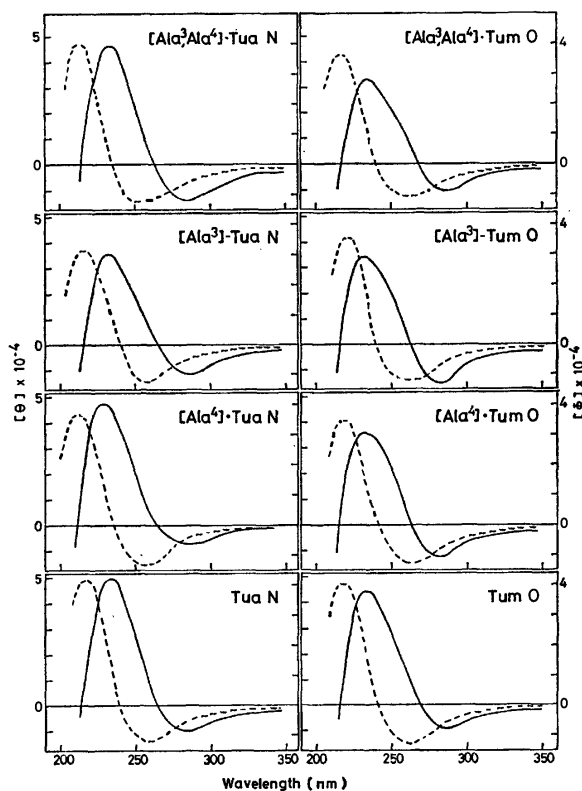 [Ala³,Ala⁴]-Tua N
[Ala³,Ala⁴]·Tum O
5
0
4
0
[Ala³]-Tua N
[Ala³]-Tum O
5
0
4
0
[Ala⁴]·Tua N
[Ala⁴]·Tum O
5
0
4
0
Tua N
Tum O
5
0
4
0
[θ] x 10⁻⁴
[Φ] x 10⁻⁴
200 250 300 350 200 250 300 350
Wavelength (nm)